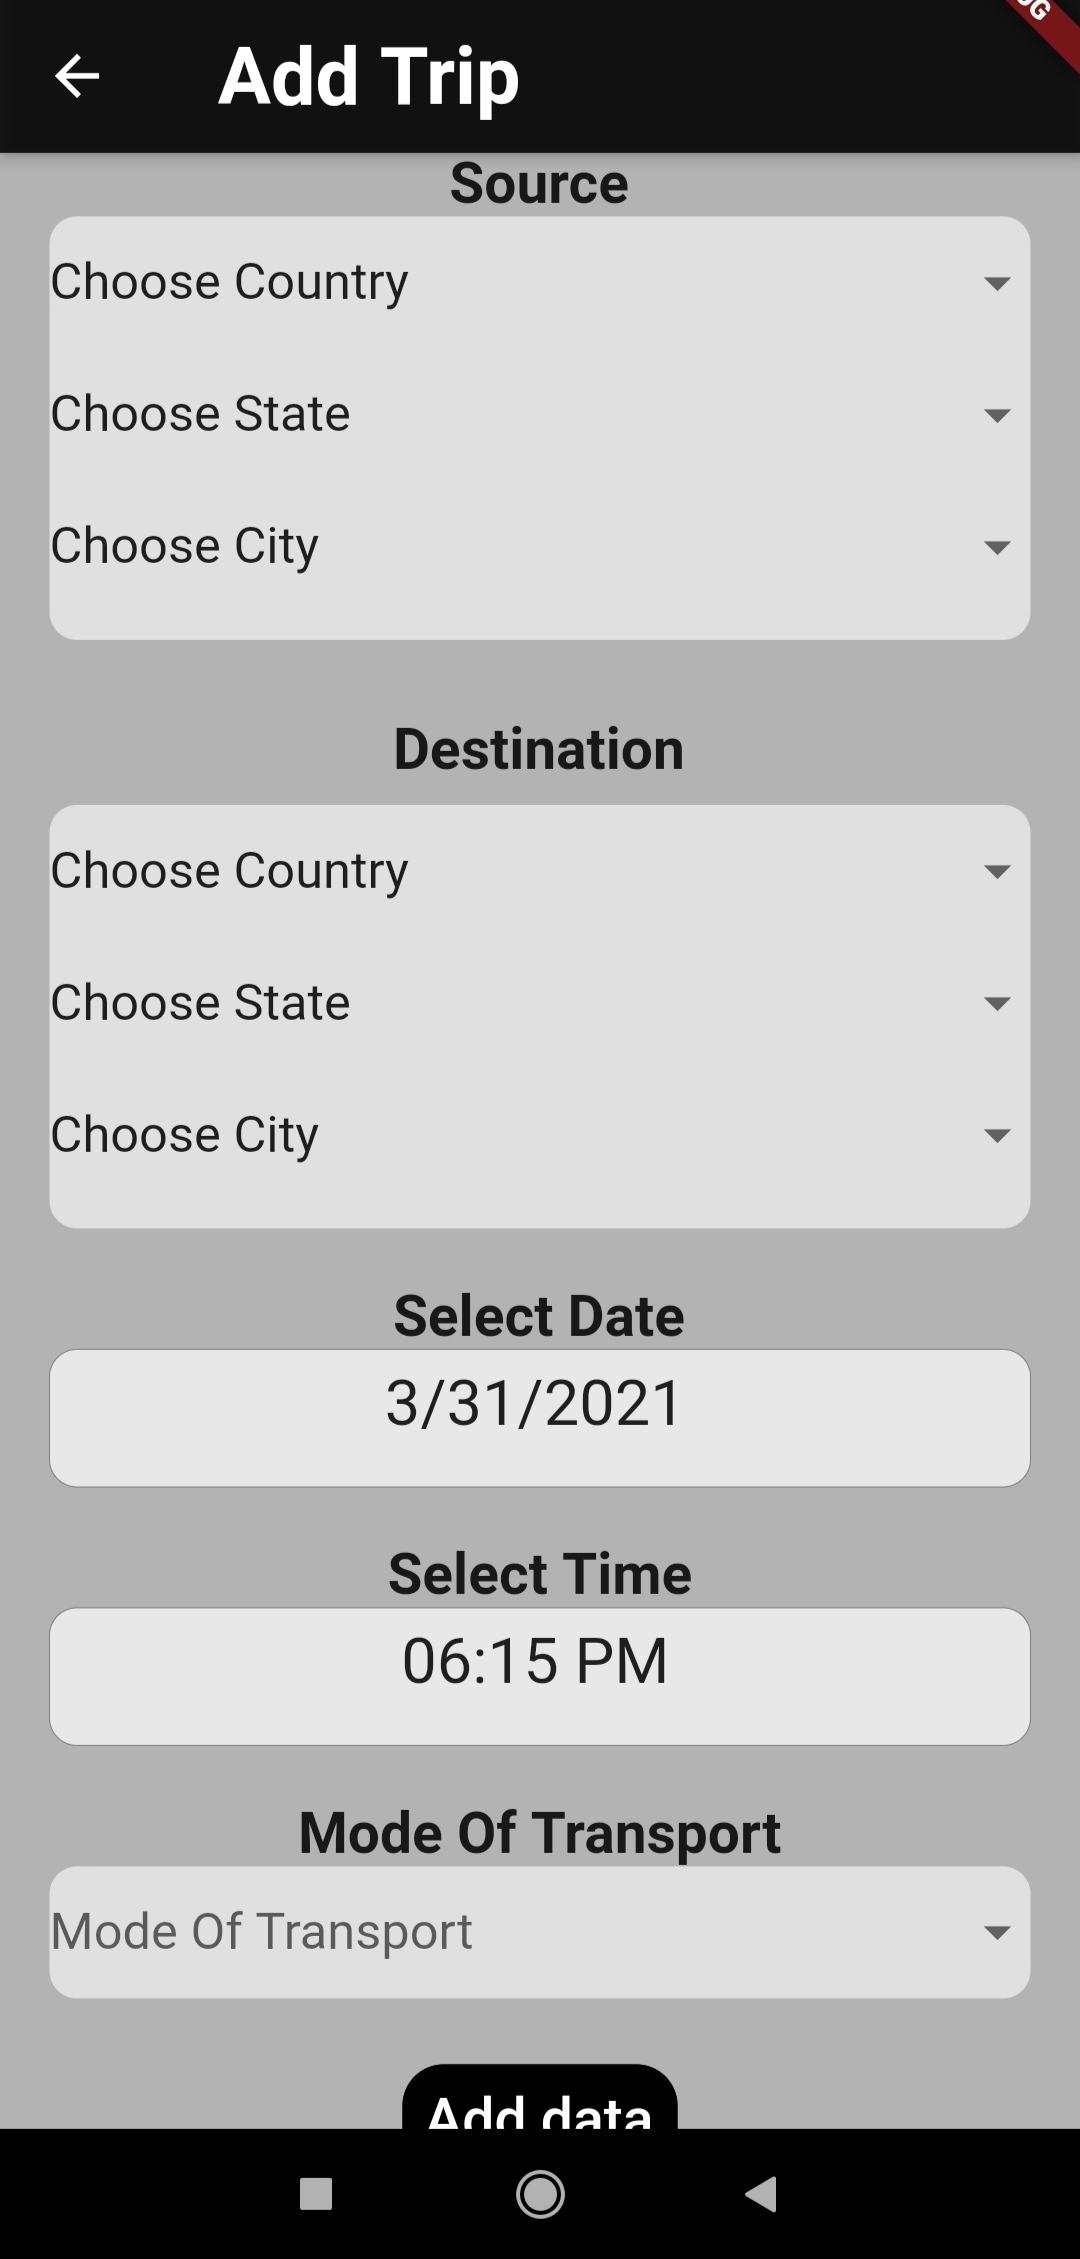 Add Trip
Source
Choose Country
Choose State
Choose City
Destination
Choose Country
Choose State
Choose City
Select Date
3/31/2021
Select Time
06:15 PM
Mode Of Transport
Mode Of Transport
Add data